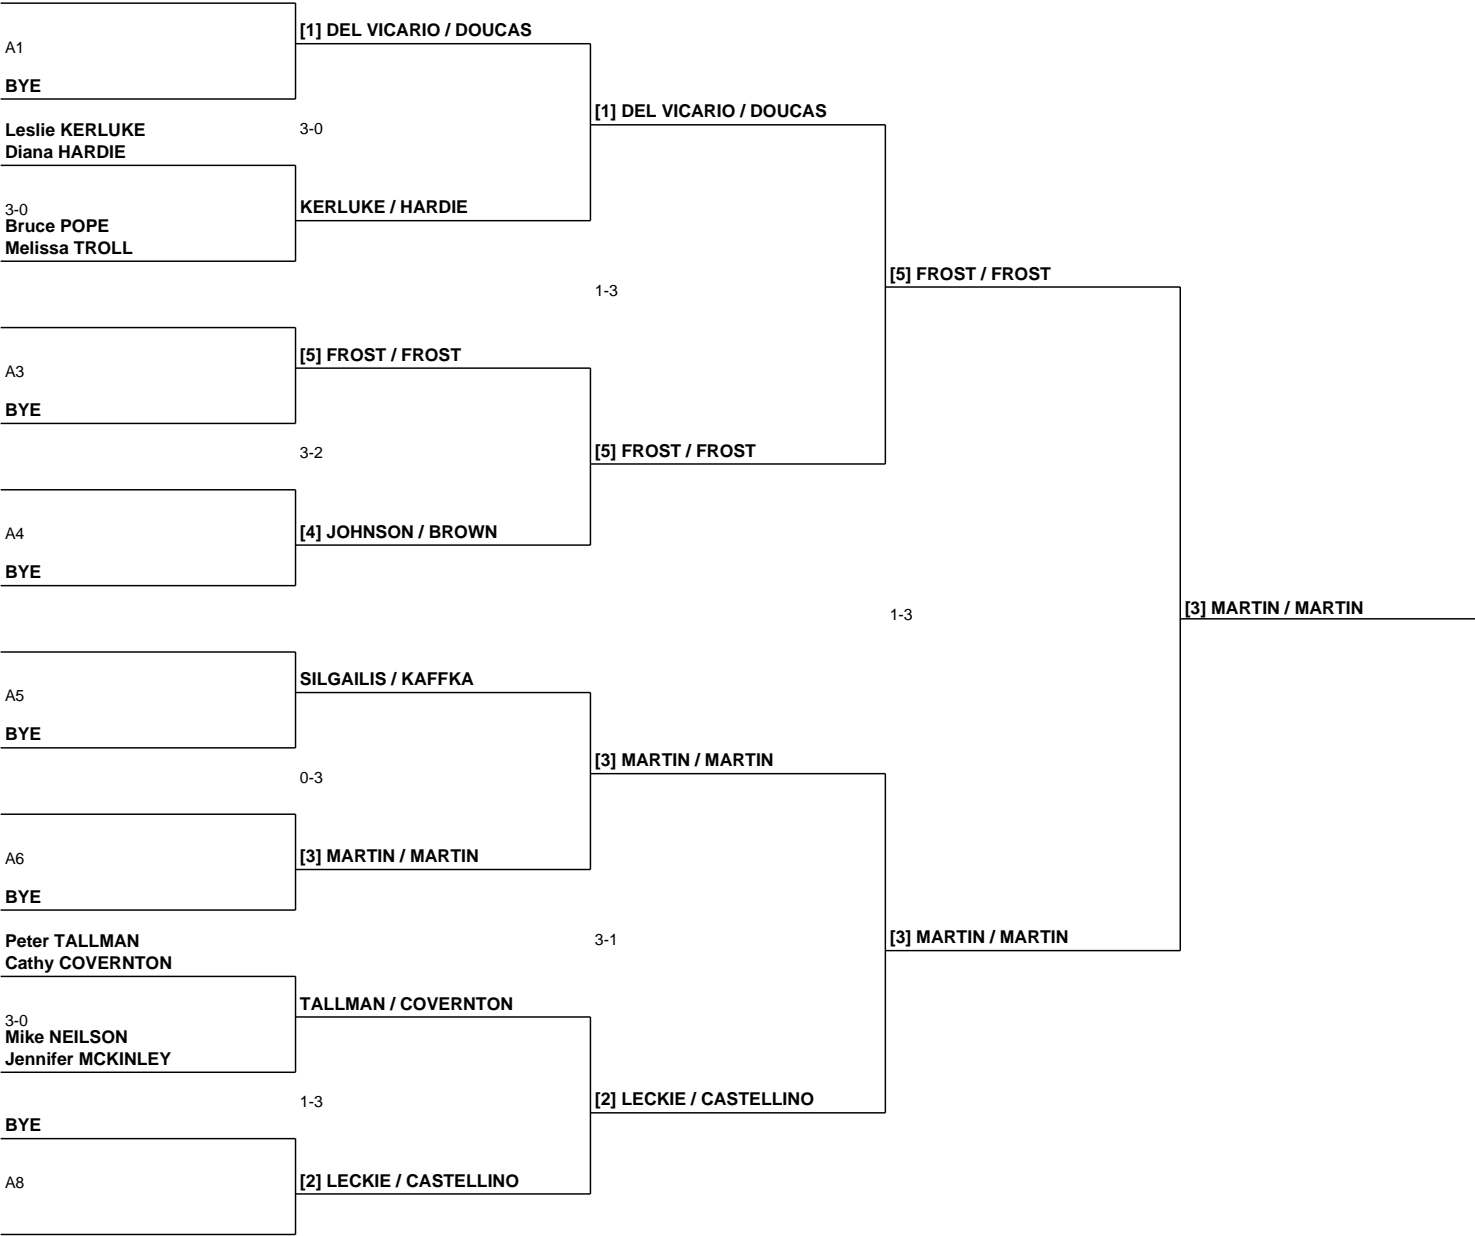 A1
BYE
Leslie KERLUKE
Diana HARDIE
3-0
Bruce POPE
Melissa TROLL
A3
BYE
A4
BYE
A5
BYE
A6
BYE
Peter TALLMAN
Cathy COVERNTON
3-0
Mike NEILSON
Jennifer MCKINLEY
BYE
A8
[1] DEL VICARIO / DOUCAS
3-0
KERLUKE / HARDIE
[5] FROST / FROST
3-2
[4] JOHNSON / BROWN
SILGAILIS / KAFFKA
0-3
[3] MARTIN / MARTIN
TALLMAN / COVERNTON
1-3
[2] LECKIE / CASTELLINO
[1] DEL VICARIO / DOUCAS
1-3
[5] FROST / FROST
[3] MARTIN / MARTIN
3-1
[2] LECKIE / CASTELLINO
[5] FROST / FROST
1-3
[3] MARTIN / MARTIN
[3] MARTIN / MARTIN